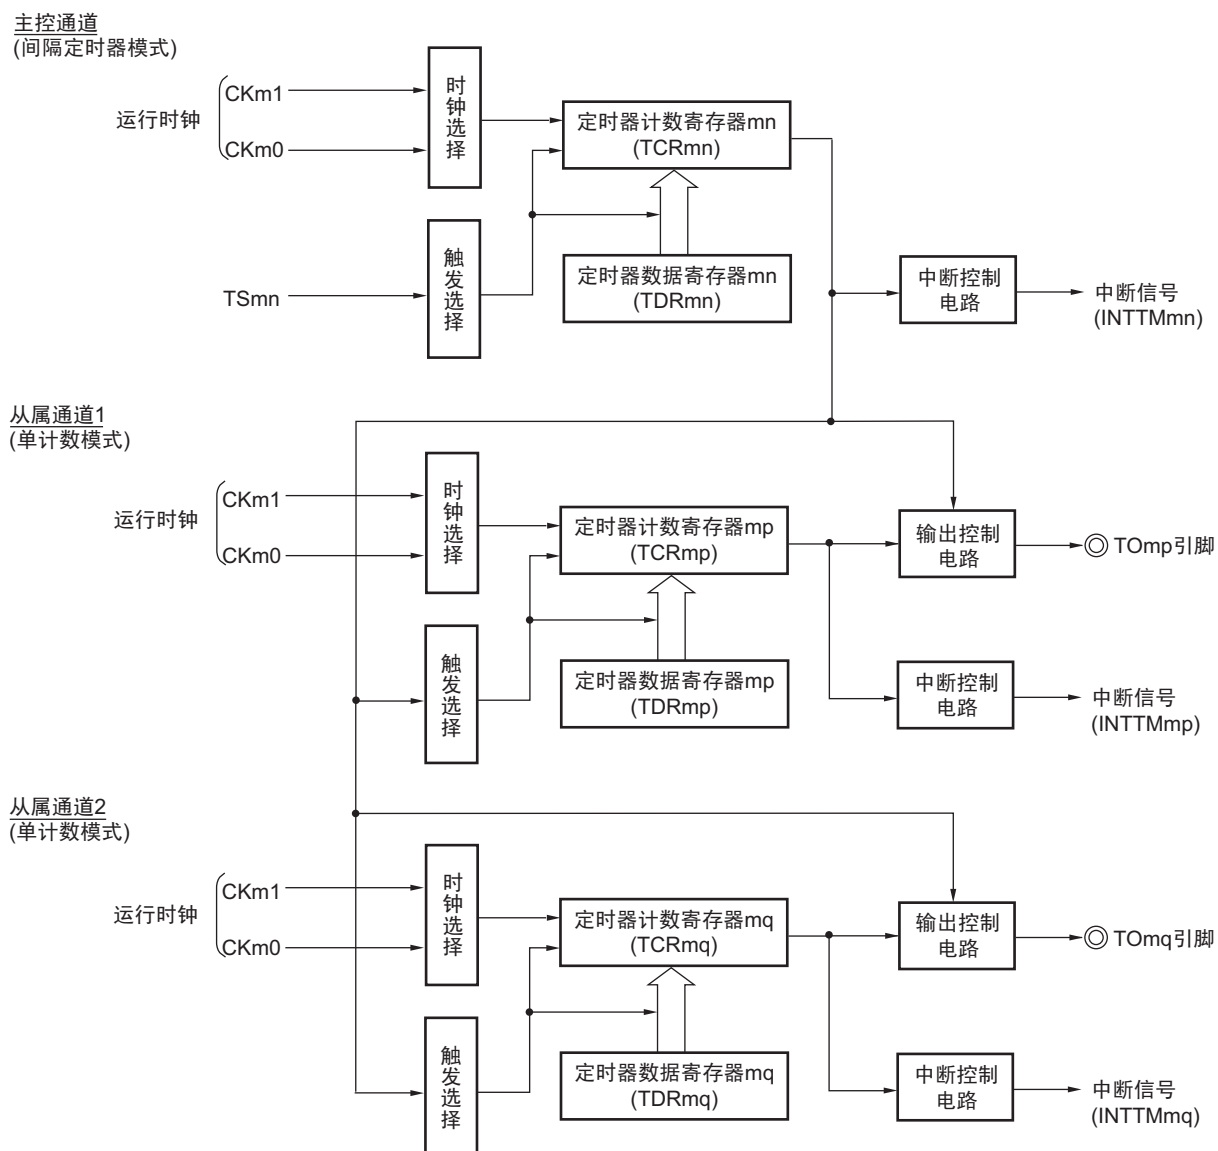 主控通道
(间隔定时器模式)
运行时钟
CKm1
CKm0
时钟选择
定时器计数寄存器mn
(TCRmn)
TSmn
触发选择
定时器数据寄存器mn
(TDRmn)
中断控制
电路
中断信号
(INTTMmn)
从属通道1
(单计数模式)
运行时钟
CKm1
CKm0
时钟选择
定时器计数寄存器mp
(TCRmp)
输出控制
电路
TOmp引脚
触发选择
定时器数据寄存器mp
(TDRmp)
中断控制
电路
中断信号
(INTTMmp)
从属通道2
(单计数模式)
运行时钟
CKm1
CKm0
时钟选择
定时器计数寄存器mq
(TCRmq)
输出控制
电路
TOmq引脚
触发选择
定时器数据寄存器mq
(TDRmq)
中断控制
电路
中断信号
(INTTMmq)